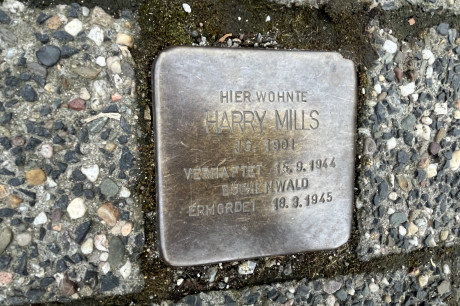 HIER WOHNTE
HARRY MILLS
JG. 1901
VERHAFTET 15.9.1944
BUCHENWALD
ERMORDET 18.3.1945